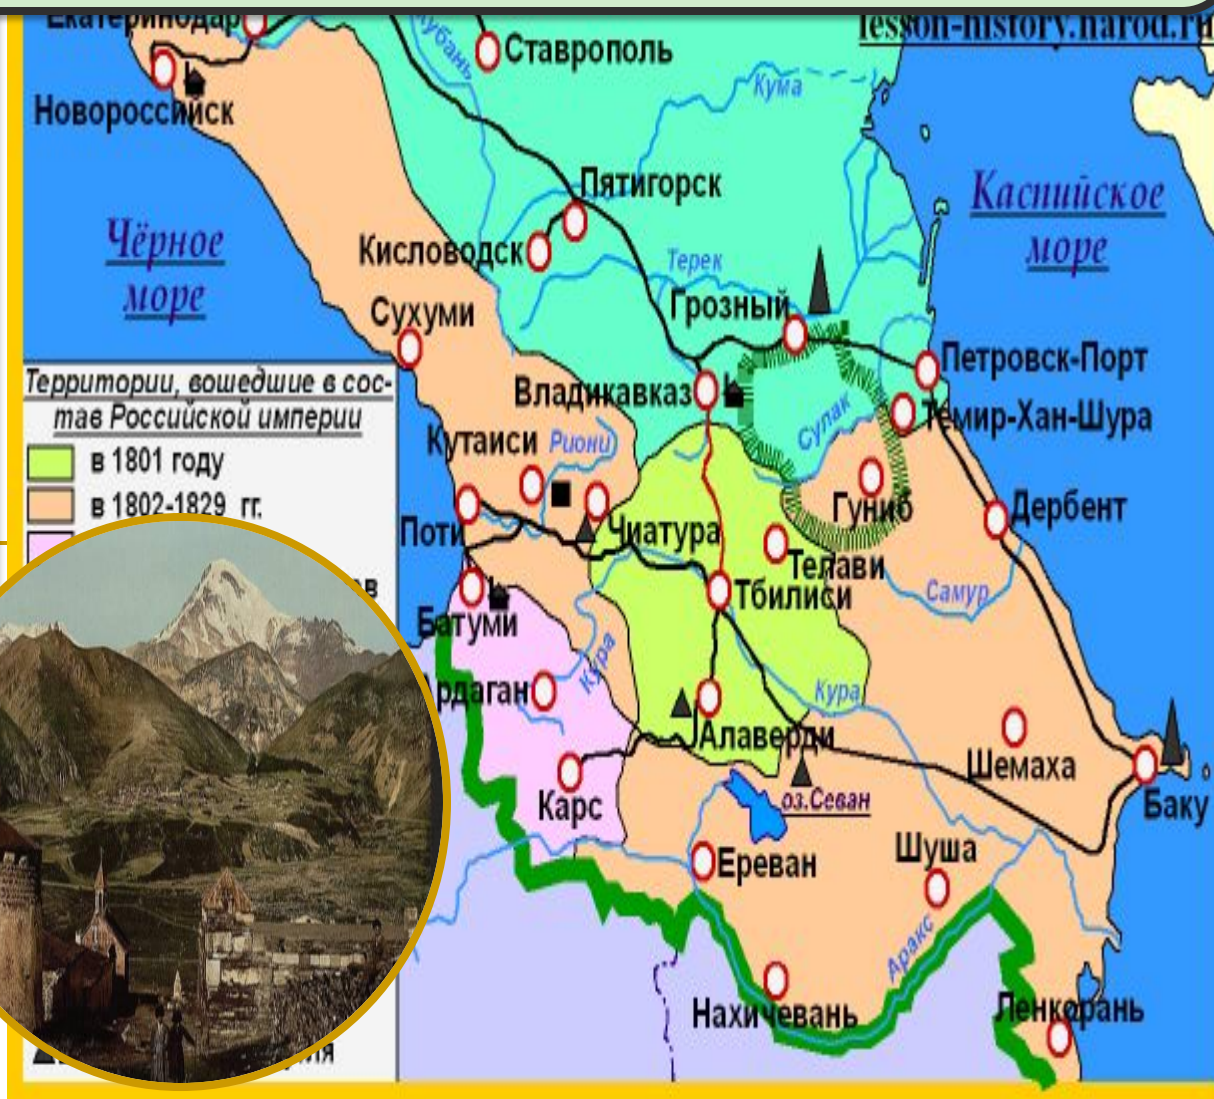 Екатеринодар
lesson-history.narod.ru
Кубань
Ставрополь
Кума
Новороссийск
Пятигорск
Каспийское
море
Чёрное
море
Кисловодск
Терек
Сухуми
Грозный
Петровск-Порт
Территории, вошедшие в сос-
тав Российской империи
Владикавказ
Темир-Хан-Шура
Сулак
Кутаиси
Риони
в 1801 году
в 1802-1829 гг.
Гуниб
Дербент
Поти
Чиатура
Телави
Тбилиси
Самур
Батуми
Кура
Ардаган
Кура
Алаверди
Шемаха
Карс
оз.Севан
Баку
Шуша
Ереван
Аракс
Нахичевань
Ленкорань